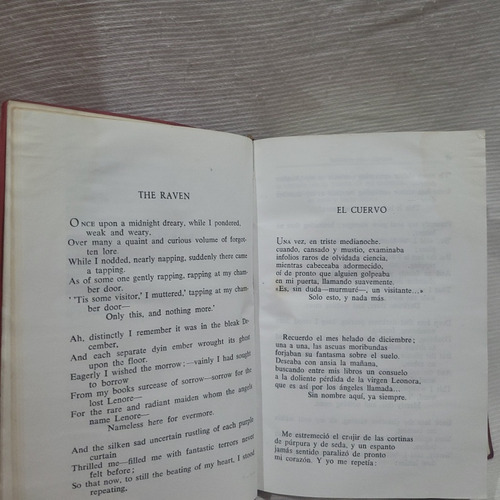 THE RAVEN
ONCE upon a midnight dreary, while I pondered,
weak and weary,
Over many a quaint and curious volume of forgot-
ten lore
While I nodded, nearly napping, suddenly there came
a tapping.
As of some one gently rapping, rapping at my cham-
ber door.
' 'Tis some visitor,' I muttered,' tapping at my cham-
ber door—
Only this, and nothing more.'
Ah, distinctly I remember it was in the bleak De-
cember,
And each separate dyin ember wrought its ghost
upon the floor.
Eagerly I wished the morrow;—vainly I had sought
to borrow
From my books surcease of sorrow—sorrow for the
lost Lenore—
For the rare and radiant maiden whom the angels
name Lenore—
Nameless here for evermore.
And the silken sad uncertain rustling of each purple
curtain
Thrilled me—filled me with fantastic terrors never
felt before;
So that now, to still the beating of my heart, I stood
repeating,
EL CUERVO
UNA vez, en triste medianoche,
cuando, cansado y mustio, examinaba
infolios raros de olvidada ciencia,
mientras cabeceaba adormecido,
oí de pronto que alguien golpeaba
en mi puerta, llamando suavemente.
«Es, sin duda —murmuré—, un visitante...»
Solo esto, y nada más.
Recuerdo el mes helado de diciembre;
una a una, las ascuas moribundas
forjaban su fantasma sobre el suelo.
Deseaba con ansia la mañana,
buscando entre mis libros un consuelo
a la doliente pérdida de la virgen Leonora,
que es así por los ángeles llamada...
Sin nombre aquí, ya siempre.
Me estremeció el crujir de las cortinas
de púrpura y de seda, y un espanto
jamás sentido paralizó de pronto
mi corazón. Y yo me repetía: